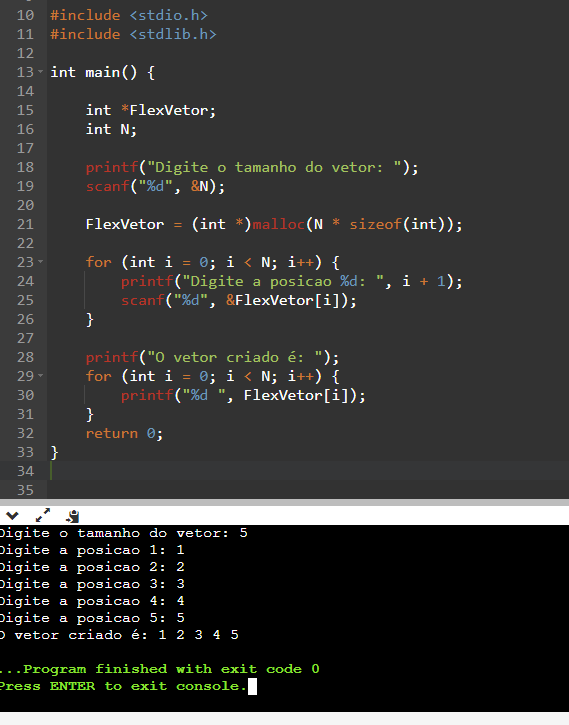 10 #include <stdio.h>
11 #include <stdlib.h>
12
13 int main() {
14
15     int *FlexVetor;
16     int N;
17
18     printf("Digite o tamanho do vetor: ");
19     scanf("%d", &N);
20
21     FlexVetor = (int *)malloc(N * sizeof(int));
22
23     for (int i = 0; i < N; i++) {
24         printf("Digite a posicao %d: ", i + 1);
25         scanf("%d", &FlexVetor[i]);
26     }
27
28     printf("O vetor criado é: ");
29     for (int i = 0; i < N; i++) {
30         printf("%d ", FlexVetor[i]);
31     }
32     return 0;
33 }
34
35
Digite o tamanho do vetor: 5
Digite a posicao 1: 1
Digite a posicao 2: 2
Digite a posicao 3: 3
Digite a posicao 4: 4
Digite a posicao 5: 5
O vetor criado é: 1 2 3 4 5
...Program finished with exit code 0
Press ENTER to exit console.